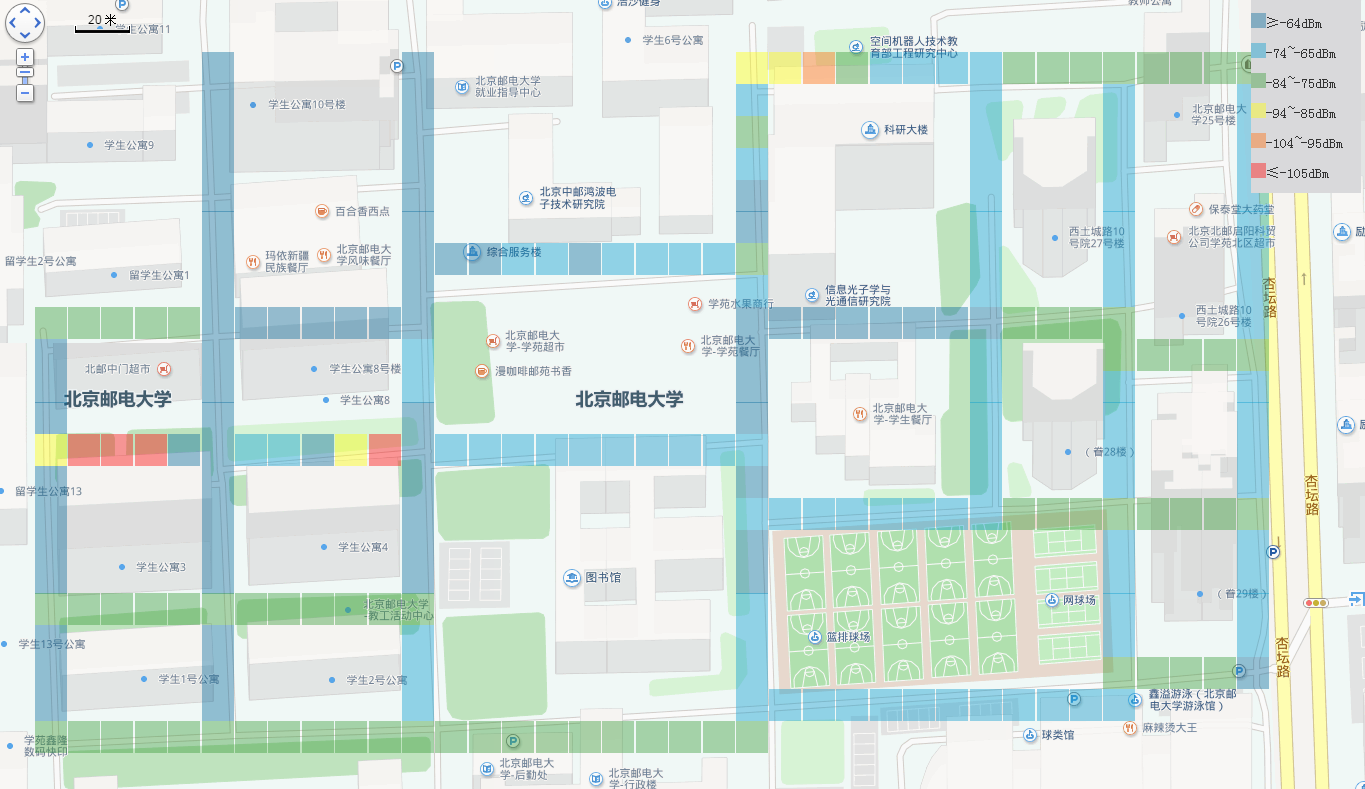 20 米
学生公寓11
学生6号公寓
空间机器人技术教
育部工程研究中心
≥-64dBm
-74~-65dBm
-84~-75dBm
-94~-85dBm
-104~-95dBm
≤-105dBm
北京邮电大学
就业指导中心
学生公寓10号楼
北京邮电大
学25号楼
科研大楼
学生公寓9
北京中邮鸿波电
子技术研究院
百合香西点
保泰堂大药堂
西土城路10
号院27号楼
北京北邮启阳科贸
公司学苑北区超市
励
玛依新疆
民族餐厅
北京邮电大
学风味餐厅
综合服务楼
留学生2号公寓
留学生公寓1
信息光子学与
光通信研究院
杏坛路
学苑水果商行
西土城路10
号院26号楼
北京邮电大
学-学苑超市
北京邮电大
学-学苑餐厅
北邮中门超市
学生公寓8号楼
漫咖啡邮苑书香
北京邮电大学
学生公寓8
北京邮电大学
北京邮电大
学-学生餐厅
（眷28楼）
留学生公寓13
杏坛路
学生公寓4
学生公寓3
图书馆
北京邮电大学
-教工活动中心
网球场
（眷29楼）
蓝排球场
学生13号公寓
杏坛路
学生1号公寓
学生2号公寓
鑫溢游泳（北京邮
电大学游泳馆）
麻辣烫大王
球类馆
学苑鑫隆
数码快印
北京邮电大
学-后勤处
北京邮电大
学-行政楼